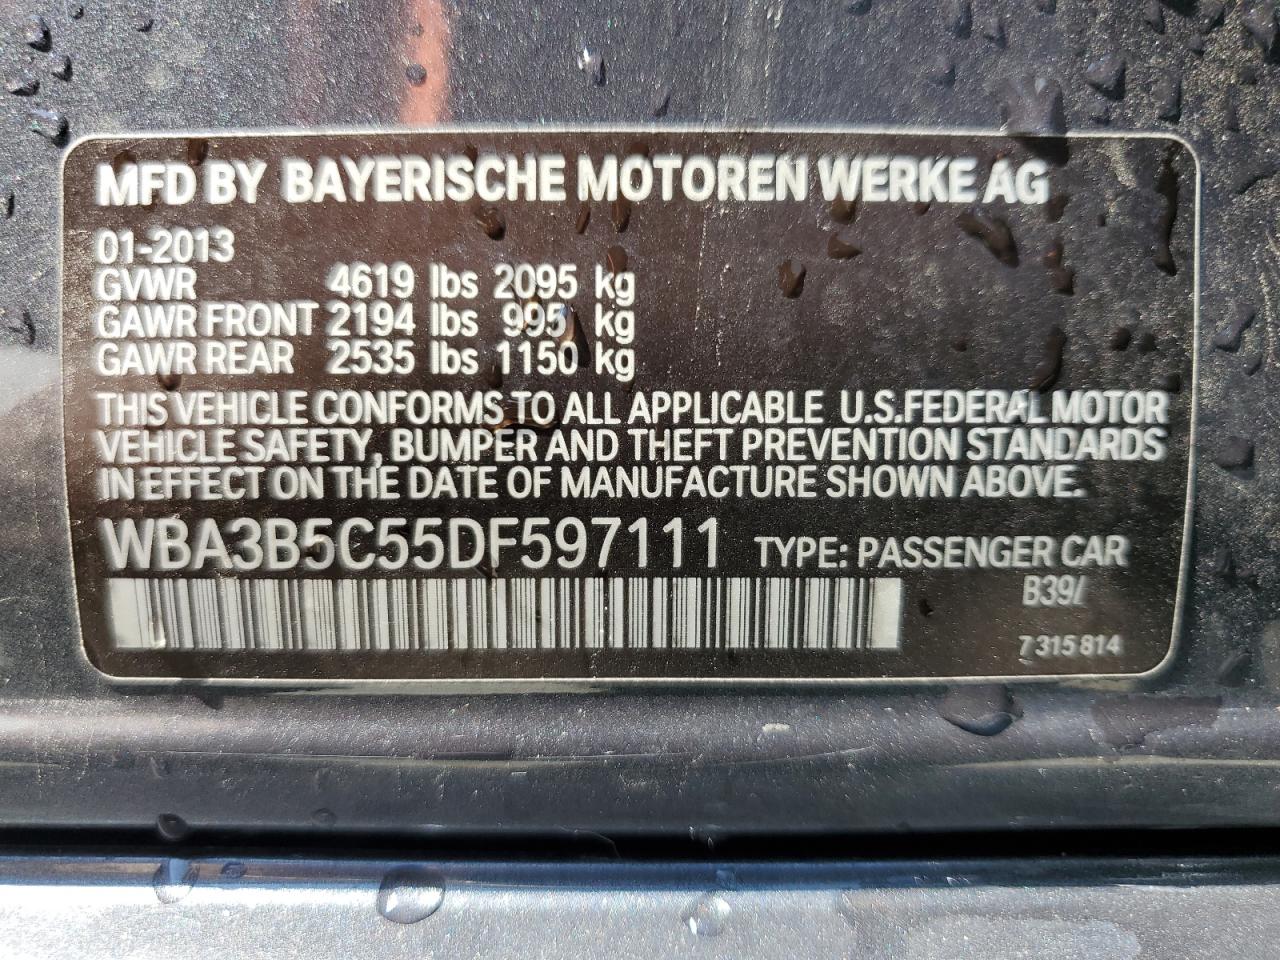 MFD BY BAYERISCHE MOTOREN WERKE AG
01-2013
GVWR 4619 lbs 2095 kg
GAWR FRONT 2194 lbs 995 kg
GAWR REAR 2535 lbs 1150 kg
THIS VEHICLE CONFORMS TO ALL APPLICABLE U.S.FEDERAL MOTOR
VEHICLE SAFETY, BUMPER AND THEFT PREVENTION STANDARDS
IN EFFECT ON THE DATE OF MANUFACTURE SHOWN ABOVE.
WBA3B5C55DF597111 TYPE: PASSENGER CAR
B39/
7 315 814